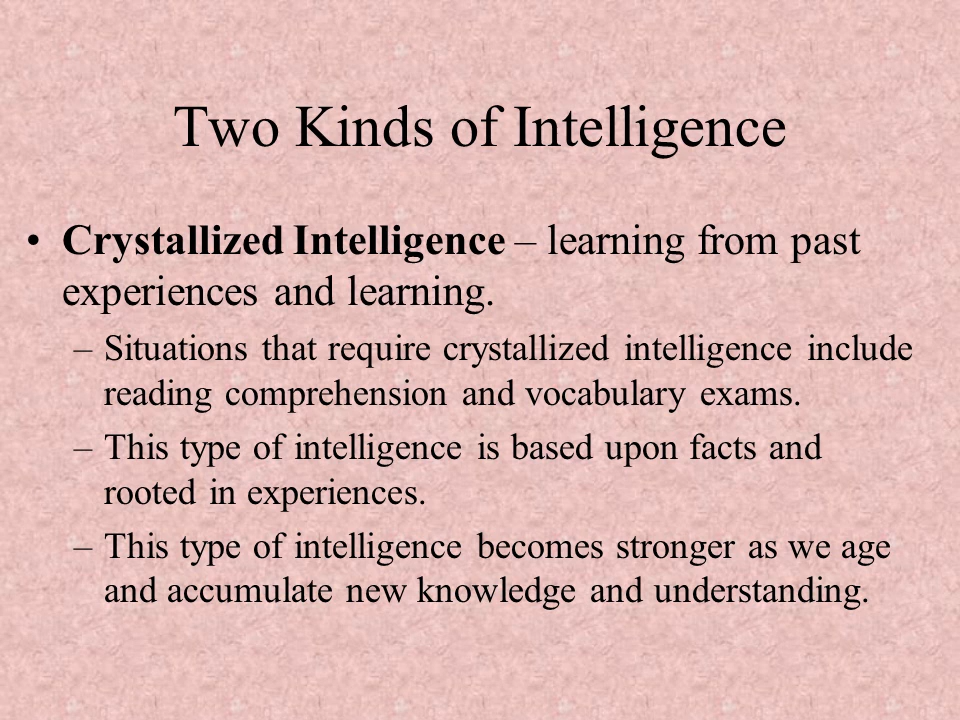 Two Kinds of Intelligence
• Crystallized Intelligence – learning from past
experiences and learning.
– Situations that require crystallized intelligence include
reading comprehension and vocabulary exams.
– This type of intelligence is based upon facts and
rooted in experiences.
– This type of intelligence becomes stronger as we age
and accumulate new knowledge and understanding.